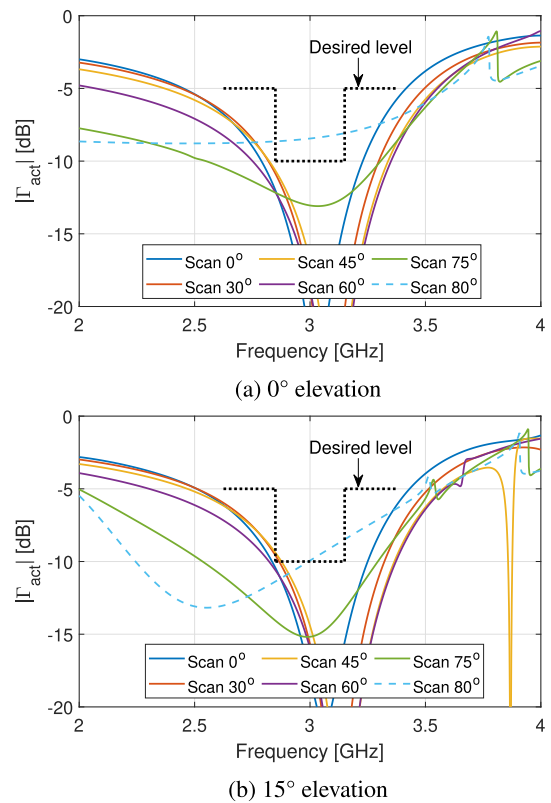 0
Desired level
-5
|Γact| [dB]
-10
-15
Scan 0° Scan 45° Scan 75°
Scan 30° Scan 60° Scan 80°
-20
2 2.5 3 3.5 4
Frequency [GHz]
(a) 0° elevation
0
Desired level
-5
|Γact| [dB]
-10
-15
Scan 0° Scan 45° Scan 75°
Scan 30° Scan 60° Scan 80°
-20
2 2.5 3 3.5 4
Frequency [GHz]
(b) 15° elevation